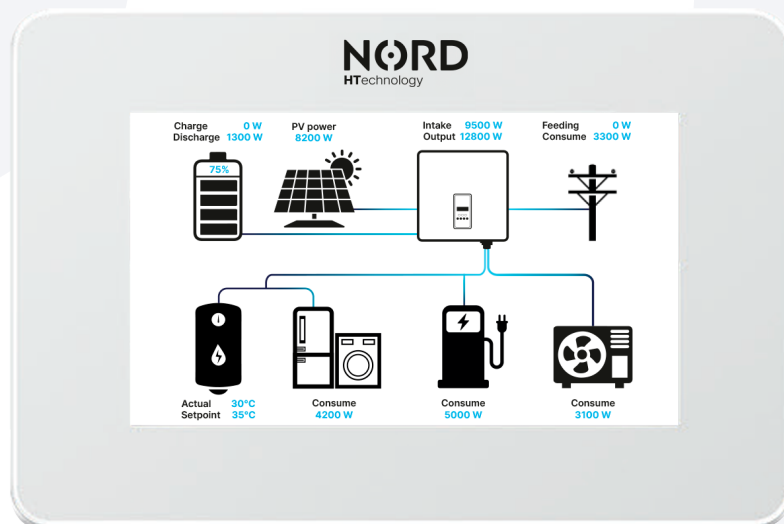 NORD
HTechnology
Charge 0 W
Discharge 1300 W
PV power
8200 W
Intake 9500 W
Output 12800 W
Feeding 0 W
Consume 3300 W
75%
Actual 30°C
Setpoint 35°C
Consume
4200 W
Consume
5000 W
Consume
3100 W